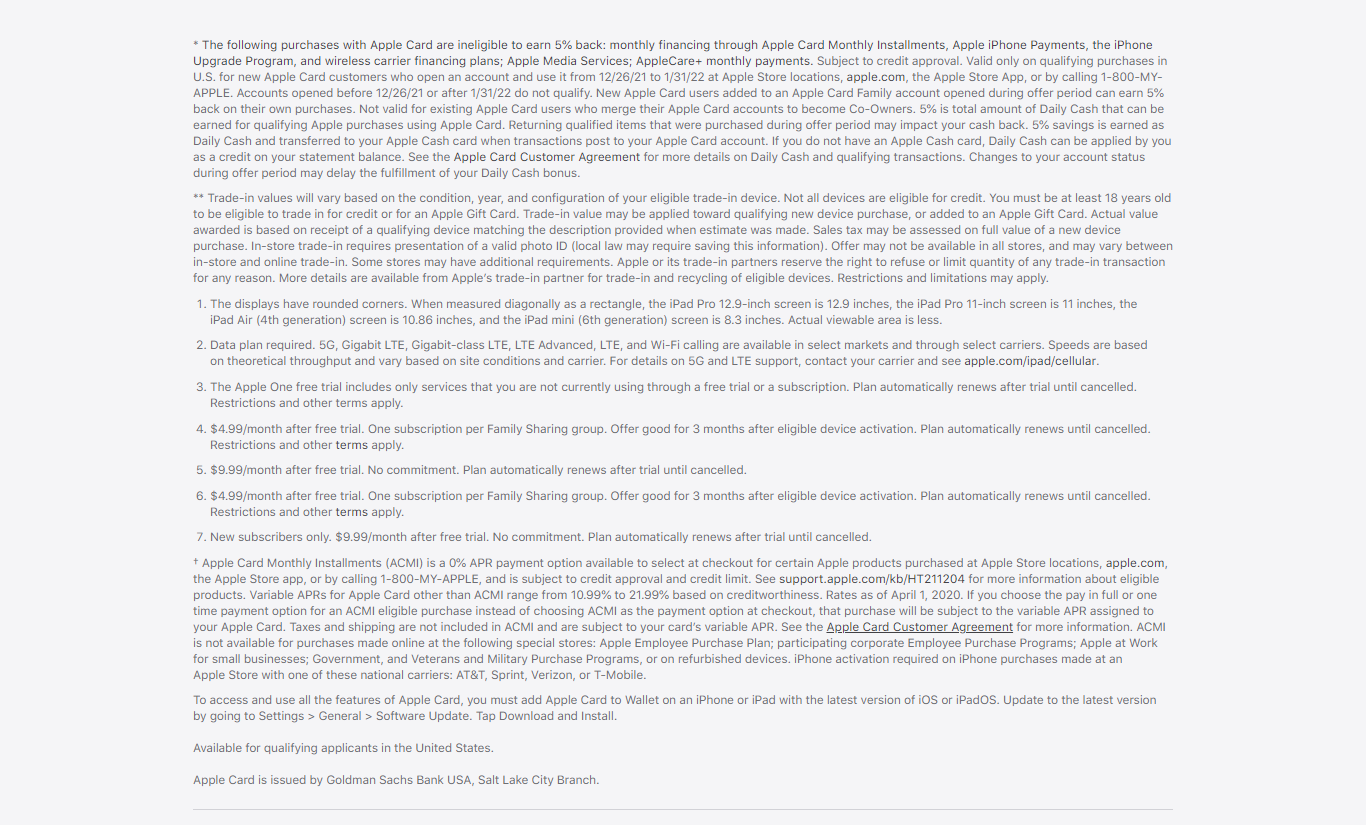 * The following purchases with Apple Card are ineligible to earn 5% back: monthly financing through Apple Card Monthly Installments, Apple iPhone Payments, the iPhone
Upgrade Program, and wireless carrier financing plans; Apple Media Services; AppleCare+ monthly payments. Subject to credit approval. Valid only on qualifying purchases in
U.S. for new Apple Card customers who open an account and use it from 12/26/21 to 1/31/22 at Apple Store locations, apple.com, the Apple Store App, or by calling 1-800-MY-
APPLE. Accounts opened before 12/26/21 or after 1/31/22 do not qualify. New Apple Card users added to an Apple Card Family account opened during offer period can earn 5%
back on their own purchases. Not valid for existing Apple Card users who merge their Apple Card accounts to become Co-Owners. 5% is total amount of Daily Cash that can be
earned for qualifying Apple purchases using Apple Card. Returning qualified items that were purchased during offer period may impact your cash back. 5% savings is earned as
Daily Cash and transferred to your Apple Cash card when transactions post to your Apple Card account. If you do not have an Apple Cash card, Daily Cash can be applied by you
as a credit on your statement balance. See the Apple Card Customer Agreement for more details on Daily Cash and qualifying transactions. Changes to your account status
during offer period may delay the fulfillment of your Daily Cash bonus.
** Trade-in values will vary based on the condition, year, and configuration of your eligible trade-in device. Not all devices are eligible for credit. You must be at least 18 years old
to be eligible to trade in for credit or for an Apple Gift Card. Trade-in value may be applied toward qualifying new device purchase, or added to an Apple Gift Card. Actual value
awarded is based on receipt of a qualifying device matching the description provided when estimate was made. Sales tax may be assessed on full value of a new device
purchase. In-store trade-in requires presentation of a valid photo ID (local law may require saving this information). Offer may not be available in all stores, and may vary between
in-store and online trade-in. Some stores may have additional requirements. Apple or its trade-in partners reserve the right to refuse or limit quantity of any trade-in transaction
for any reason. More details are available from Apple's trade-in partner for trade-in and recycling of eligible devices. Restrictions and limitations may apply.
1. The displays have rounded corners. When measured diagonally as a rectangle, the iPad Pro 12.9-inch screen is 12.9 inches, the iPad Pro 11-inch screen is 11 inches, the
iPad Air (4th generation) screen is 10.86 inches, and the iPad mini (6th generation) screen is 8.3 inches. Actual viewable area is less.
2. Data plan required. 5G, Gigabit LTE, Gigabit-class LTE, LTE Advanced, LTE, and Wi-Fi calling are available in select markets and through select carriers. Speeds are based
on theoretical throughput and vary based on site conditions and carrier. For details on 5G and LTE support, contact your carrier and see apple.com/ipad/cellular.
3. The Apple One free trial includes only services that you are not currently using through a free trial or a subscription. Plan automatically renews after trial until cancelled.
Restrictions and other terms apply.
4. $4.99/month after free trial. One subscription per Family Sharing group. Offer good for 3 months after eligible device activation. Plan automatically renews until cancelled.
Restrictions and other terms apply.
5. $9.99/month after free trial. No commitment. Plan automatically renews after trial until cancelled.
6. $4.99/month after free trial. One subscription per Family Sharing group. Offer good for 3 months after eligible device activation. Plan automatically renews until cancelled.
Restrictions and other terms apply.
7. New subscribers only. $9.99/month after free trial. No commitment. Plan automatically renews after trial until cancelled.
† Apple Card Monthly Installments (ACMI) is a 0% APR payment option available to select at checkout for certain Apple products purchased at Apple Store locations, apple.com,
the Apple Store app, or by calling 1-800-MY-APPLE, and is subject to credit approval and credit limit. See support.apple.com/kb/HT211204 for more information about eligible
products. Variable APRs for Apple Card other than ACMI range from 10.99% to 21.99% based on creditworthiness. Rates as of April 1, 2020. If you choose the pay in full or one
time payment option for an ACMI eligible purchase instead of choosing ACMI as the payment option at checkout, that purchase will be subject to the variable APR assigned to
your Apple Card. Taxes and shipping are not included in ACMI and are subject to your card's variable APR. See the Apple Card Customer Agreement for more information. ACMI
is not available for purchases made online at the following special stores: Apple Employee Purchase Plan; participating corporate Employee Purchase Programs; Apple at Work
for small businesses; Government, and Veterans and Military Purchase Programs, or on refurbished devices. iPhone activation required on iPhone purchases made at an
Apple Store with one of these national carriers: AT&T, Sprint, Verizon, or T-Mobile.
To access and use all the features of Apple Card, you must add Apple Card to Wallet on an iPhone or iPad with the latest version of iOS or iPadOS. Update to the latest version
by going to Settings > General > Software Update. Tap Download and Install.
Available for qualifying applicants in the United States.
Apple Card is issued by Goldman Sachs Bank USA, Salt Lake City Branch.